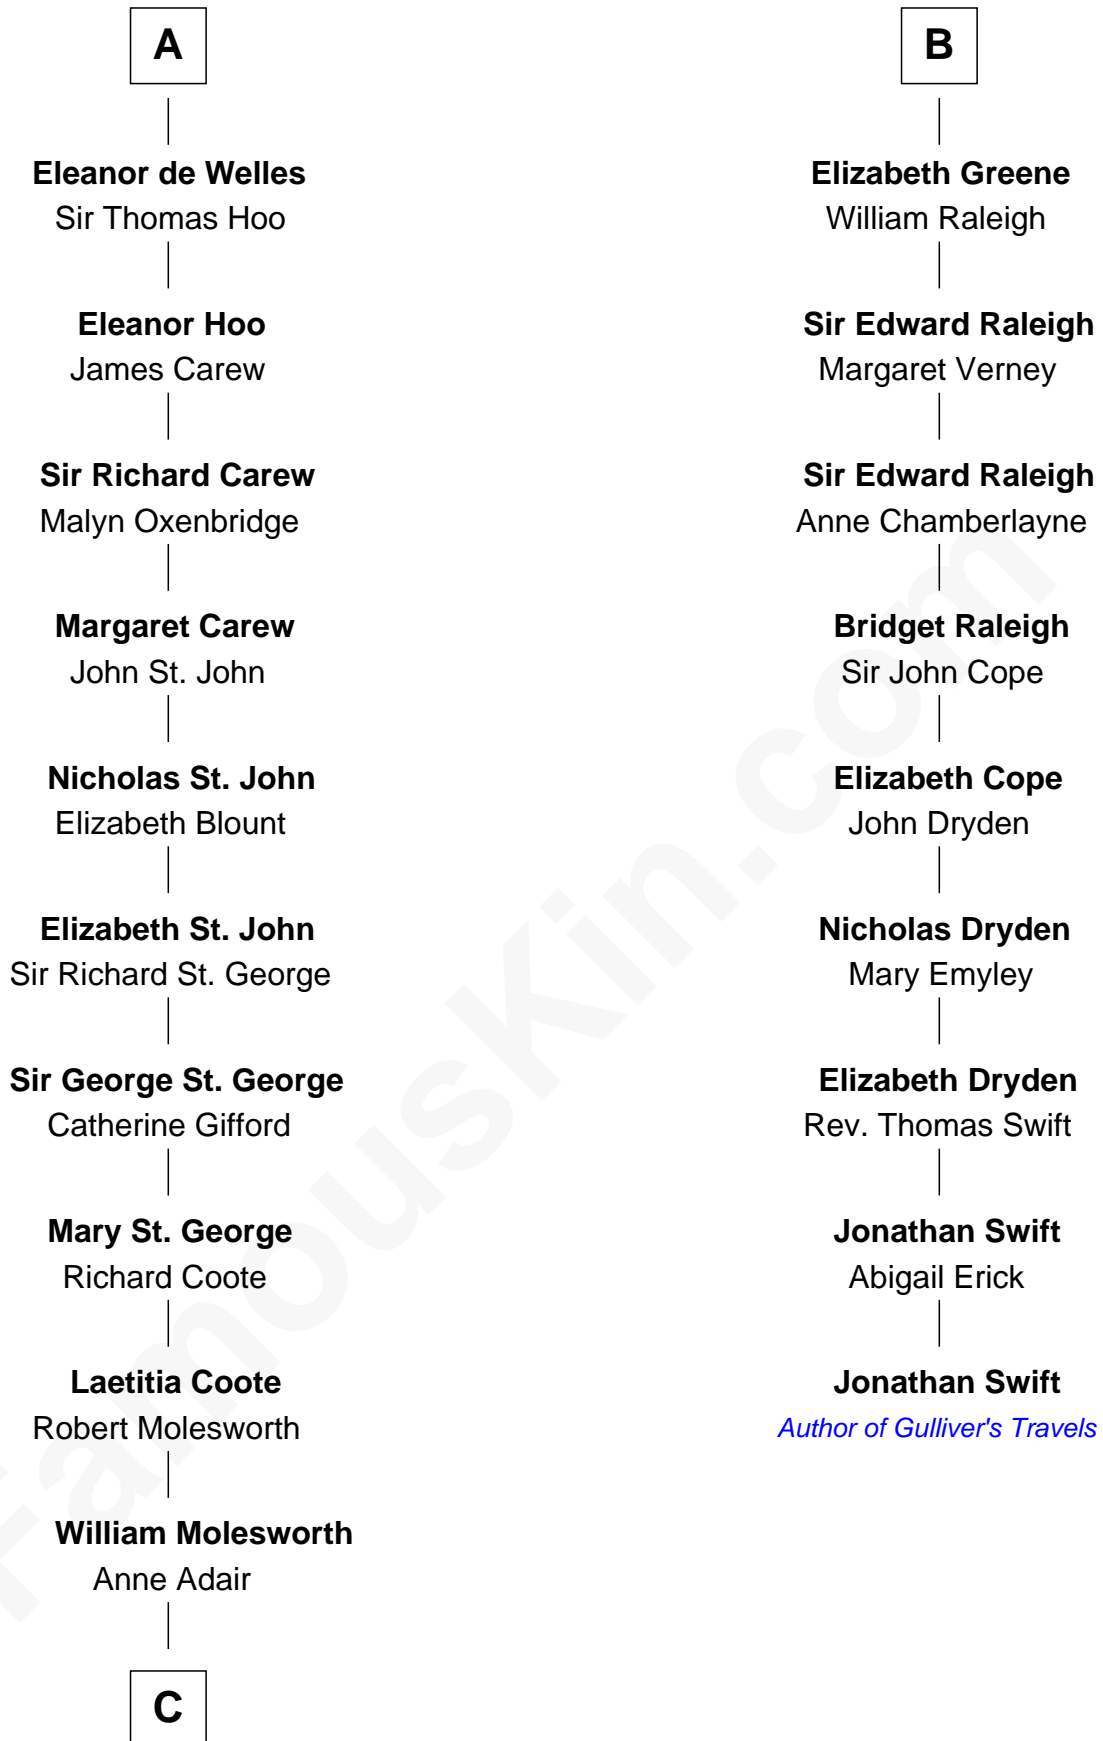 A
Eleanor de Welles
Sir Thomas Hoo
Eleanor Hoo
James Carew
Sir Richard Carew
Malyn Oxenbridge
Margaret Carew
John St. John
Nicholas St. John
Elizabeth Blount
Elizabeth St. John
Sir Richard St. George
Sir George St. George
Catherine Gifford
Mary St. George
Richard Coote
Laetitia Coote
Robert Molesworth
William Molesworth
Anne Adair
C
B
Elizabeth Greene
William Raleigh
Sir Edward Raleigh
Margaret Verney
Sir Edward Raleigh
Anne Chamberlayne
Bridget Raleigh
Sir John Cope
Elizabeth Cope
John Dryden
Nicholas Dryden
Mary Emyley
Elizabeth Dryden
Rev. Thomas Swift
Jonathan Swift
Abigail Erick
Jonathan Swift
Author of Gulliver's Travels
FamousKin.com